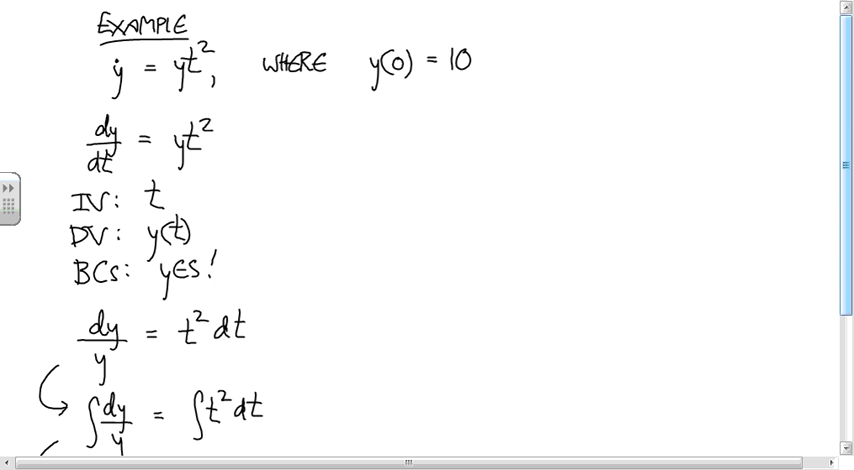 EXAMPLE
ẏ = yt², WHERE y(0) = 10
dy/dt = yt²
IV: t
DV: y(t)
BCs: yES!
dy/y = t² dt
∫dy/y = ∫t² dt